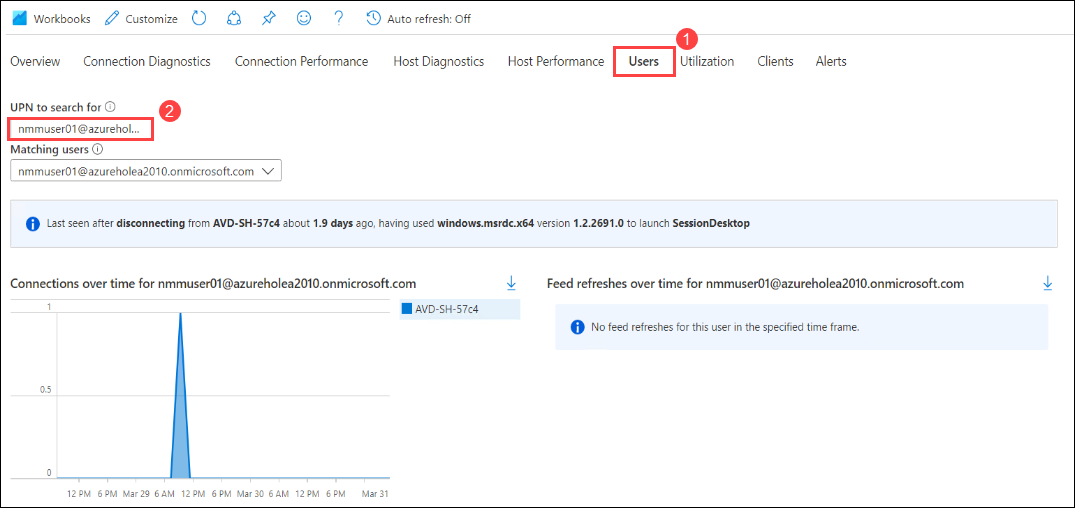 Workbooks Customize ? Auto refresh: Off
1
Overview Connection Diagnostics Connection Performance Host Diagnostics Host Performance Users Utilization Clients Alerts
UPN to search for
2
nmmuser01@azurehol...
Matching users
nmmuser01@azureholea2010.onmicrosoft.com
Last seen after disconnecting from AVD-SH-57c4 about 1.9 days ago, having used windows.msrdc.x64 version 1.2.2691.0 to launch SessionDesktop
Connections over time for nmmuser01@azureholea2010.onmicrosoft.com
Feed refreshes over time for nmmuser01@azureholea2010.onmicrosoft.com
1
AVD-SH-57c4
No feed refreshes for this user in the specified time frame.
0.5
0
12 PM 6 PM Mar 29 6 AM 12 PM 6 PM Mar 30 6 AM 12 PM 6 PM Mar 31